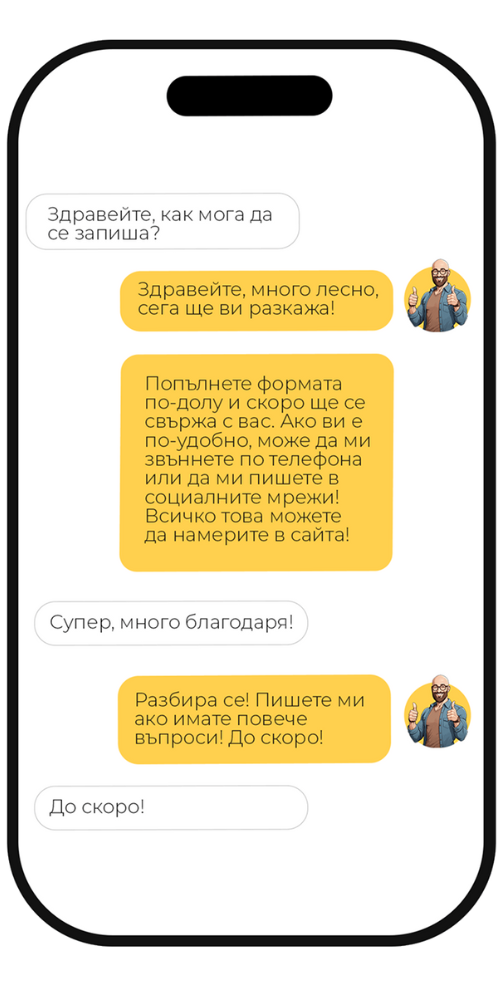 Здравейте, как мога да
се запиша?
Здравейте, много лесно,
сега ще ви разкажа!
Попълнете формата
по-долу и скоро ще се
свържа с вас. Ако ви е
по-удобно, може да ми
звъннете по телефона
или да ми пишете в
социалните мрежи!
Всичко това можете
да намерите в сайта!
Супер, много благодаря!
Разбира се! Пишете ми
ако имате повече
въпроси! До скоро!
До скоро!